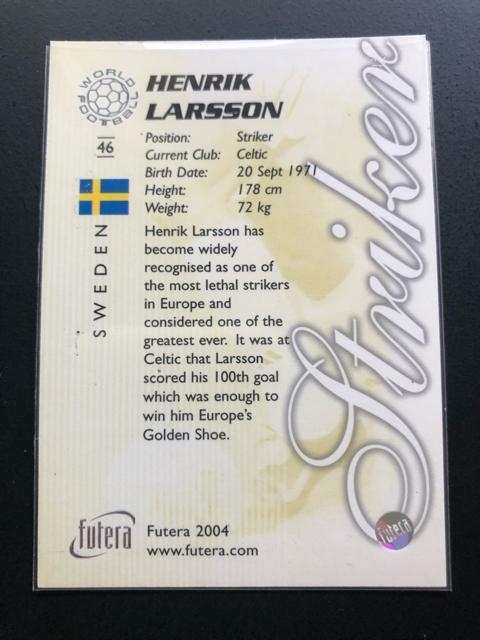 WORLD FOOTBALL
HENRIK
LARSSON
46
Position: Striker
Current Club: Celtic
Birth Date: 20 Sept 1971
Height: 178 cm
Weight: 72 kg
SWEDEN
Henrik Larsson has
become widely
recognised as one of
the most lethal strikers
in Europe and
considered one of the
greatest ever. It was at
Celtic that Larsson
scored his 100th goal
which was enough to
win him Europe's
Golden Shoe.
Striker
futera
Futera 2004
www.futera.com
futera